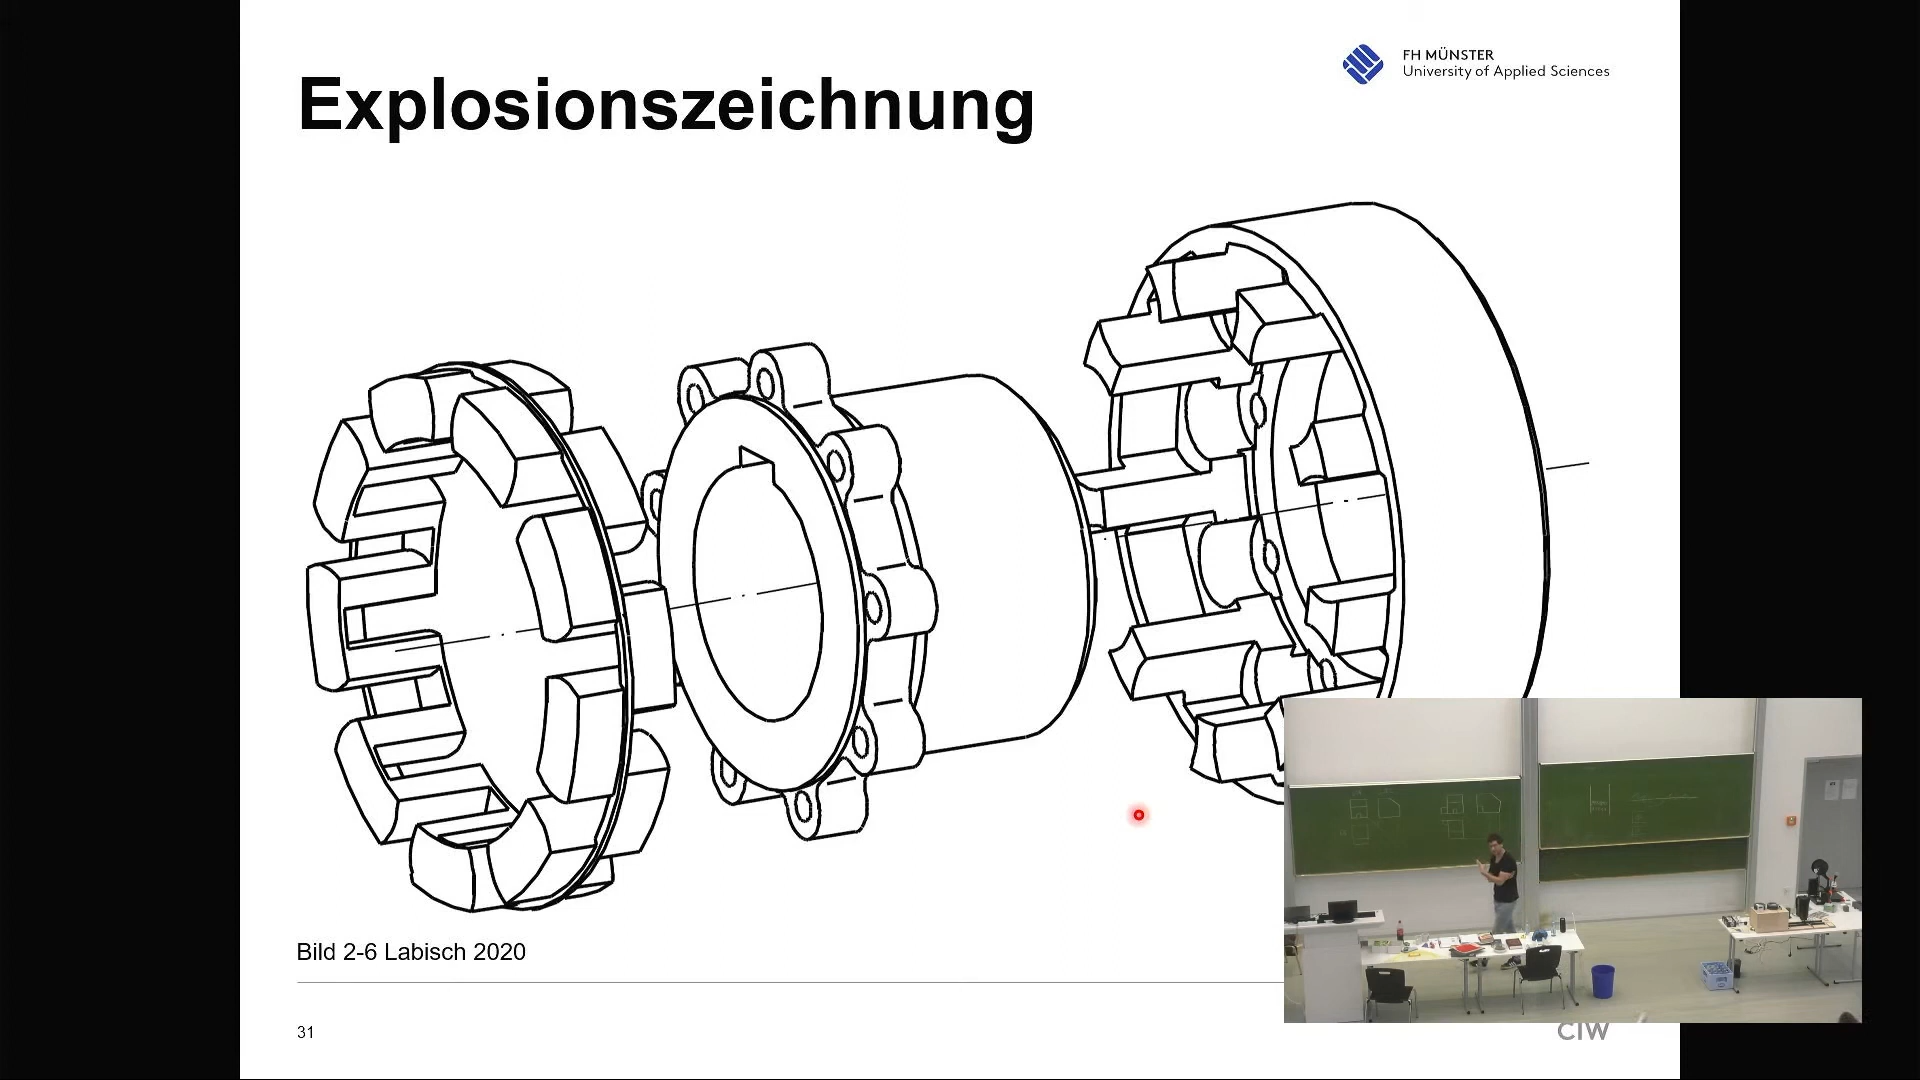 Explosionszeichnung
FH MÜNSTER
University of Applied Sciences
Bild 2-6 Labisch 2020
31
CIW